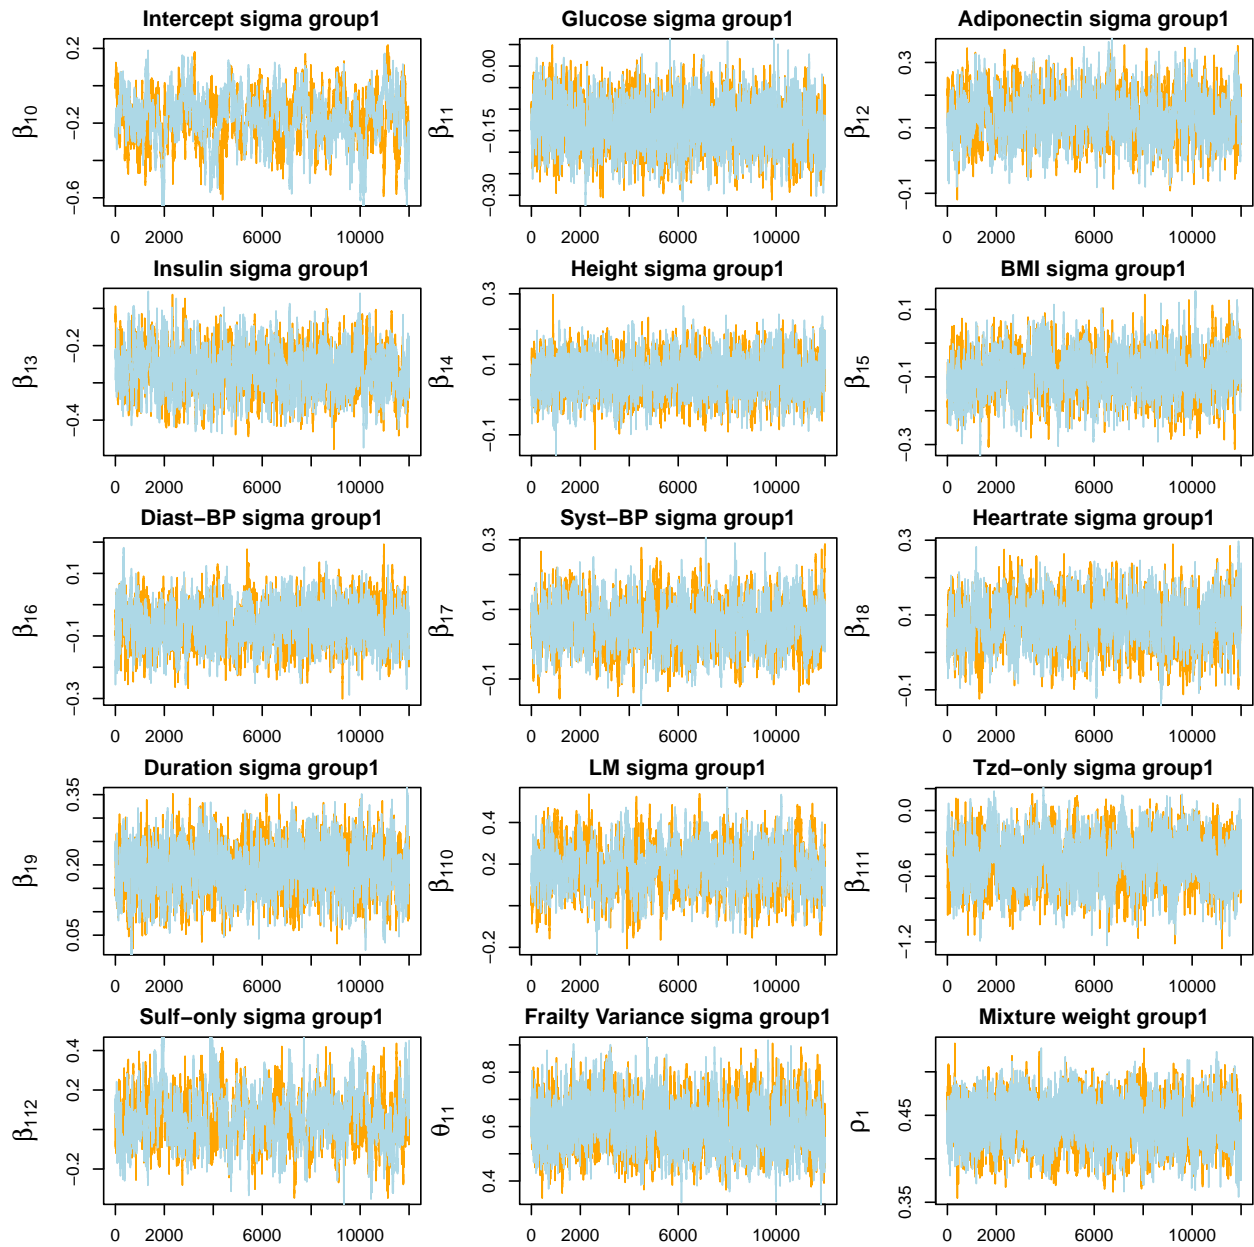 Intercept sigma group1
β10
0.2
−0.2
−0.6
0 2000 6000 10000
Glucose sigma group1
β11
0.00
−0.15
−0.30
0 2000 6000 10000
Adiponectin sigma group1
β12
0.3
0.1
−0.1
0 2000 6000 10000
Insulin sigma group1
β13
−0.2
−0.4
0 2000 6000 10000
Height sigma group1
β14
0.3
0.1
−0.1
0 2000 6000 10000
BMI sigma group1
β15
0.1
−0.1
−0.3
0 2000 6000 10000
Diast−BP sigma group1
β16
0.1
−0.1
−0.3
0 2000 6000 10000
Syst−BP sigma group1
β17
0.3
0.1
−0.1
0 2000 6000 10000
Heartrate sigma group1
β18
0.3
0.1
−0.1
0 2000 6000 10000
Duration sigma group1
β19
0.35
0.20
0.05
0 2000 6000 10000
LM sigma group1
β110
0.4
0.2
−0.2
0 2000 6000 10000
Tzd−only sigma group1
β111
0.0
−0.6
−1.2
0 2000 6000 10000
Sulf−only sigma group1
β112
0.4
0.2
−0.2
0 2000 6000 10000
Frailty Variance sigma group1
θ11
0.8
0.6
0.4
0 2000 6000 10000
Mixture weight group1
ρ1
0.45
0.35
0 2000 6000 10000